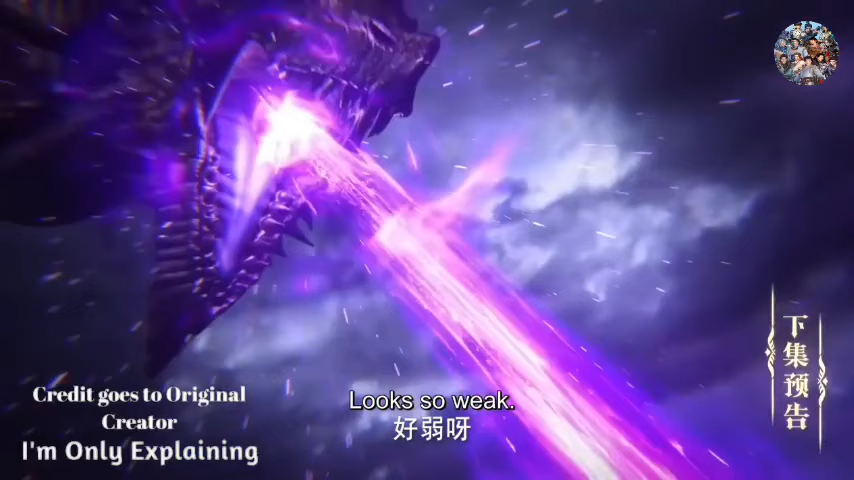 下集预告
Looks so weak.
好弱呀
Credit goes to Original
Creator
I'm Only Explaining